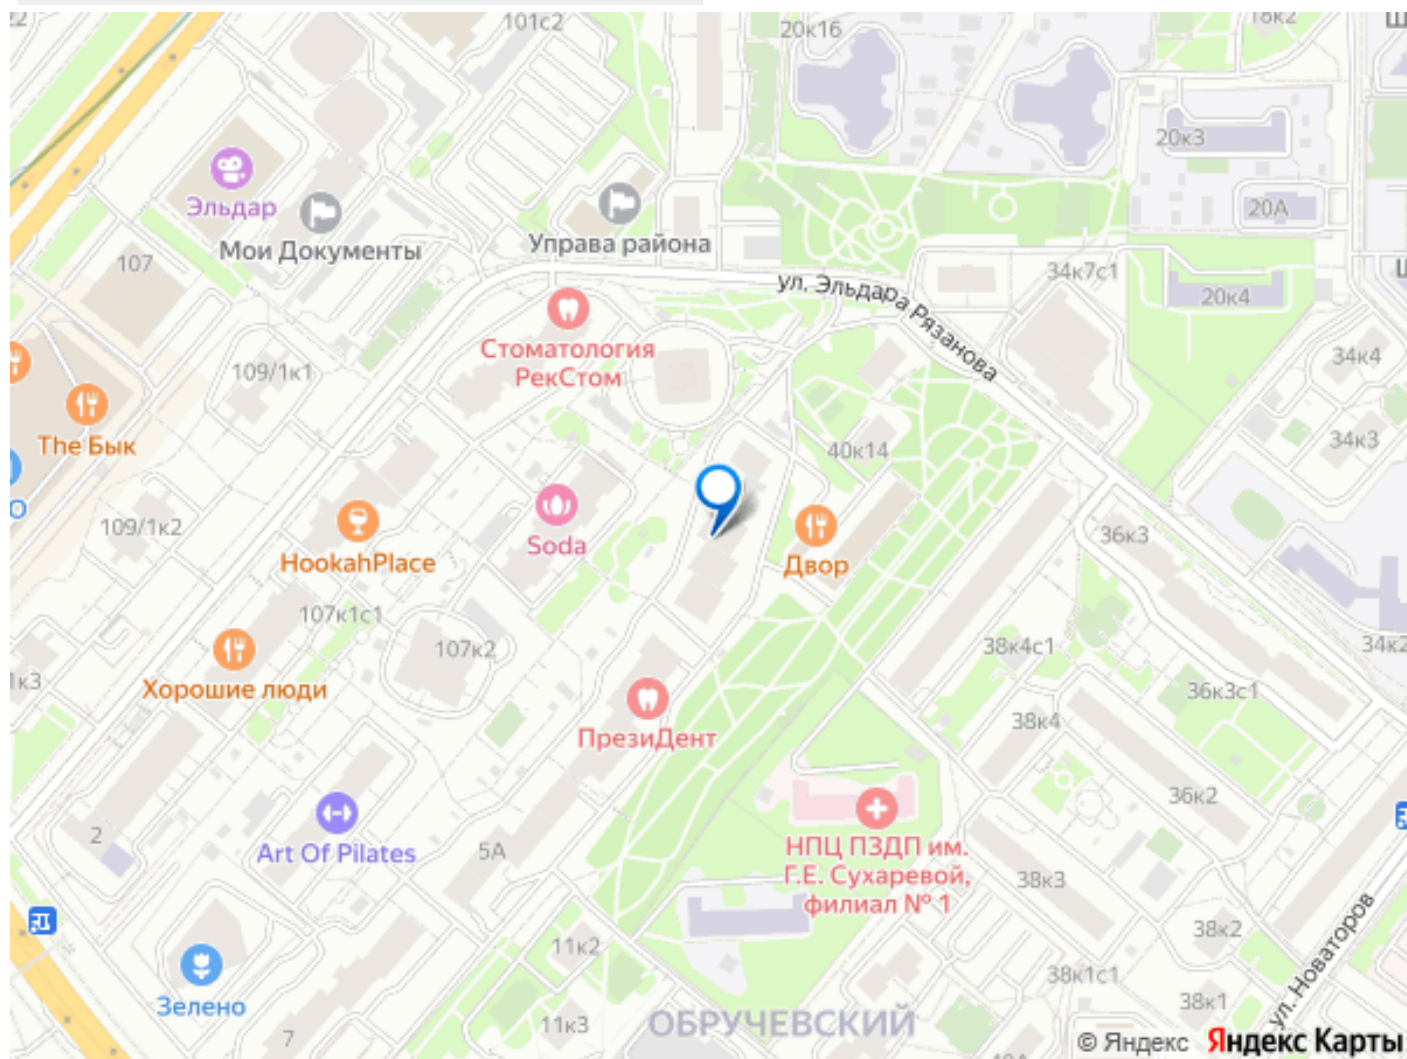 101с2
20к16
18к2
20к3
Эльдар
20А
Мои Документы
Управа района
107
ул. Эльдара Рязанова
34к7с1
20к4
Стоматология
РекСтом
109/1к1
34к4
The Бык
40к14
34к3
109/1к2
Soda
HookahPlace
Двор
36к3
107к1с1
107к2
38к4с1
34к2
Хорошие люди
36к3с1
ПрезиДент
38к4
36к2
2
Art Of Pilates
5А
НПЦ ПЗДП им.
Г.Е. Сухаревой,
филиал № 1
38к3
11к2
38к2
ул. Новаторов
38к1с1
Зелено
38к1
7
11к3
ОБРУЧЕВСКИЙ
© Яндекс Яндекс Карты